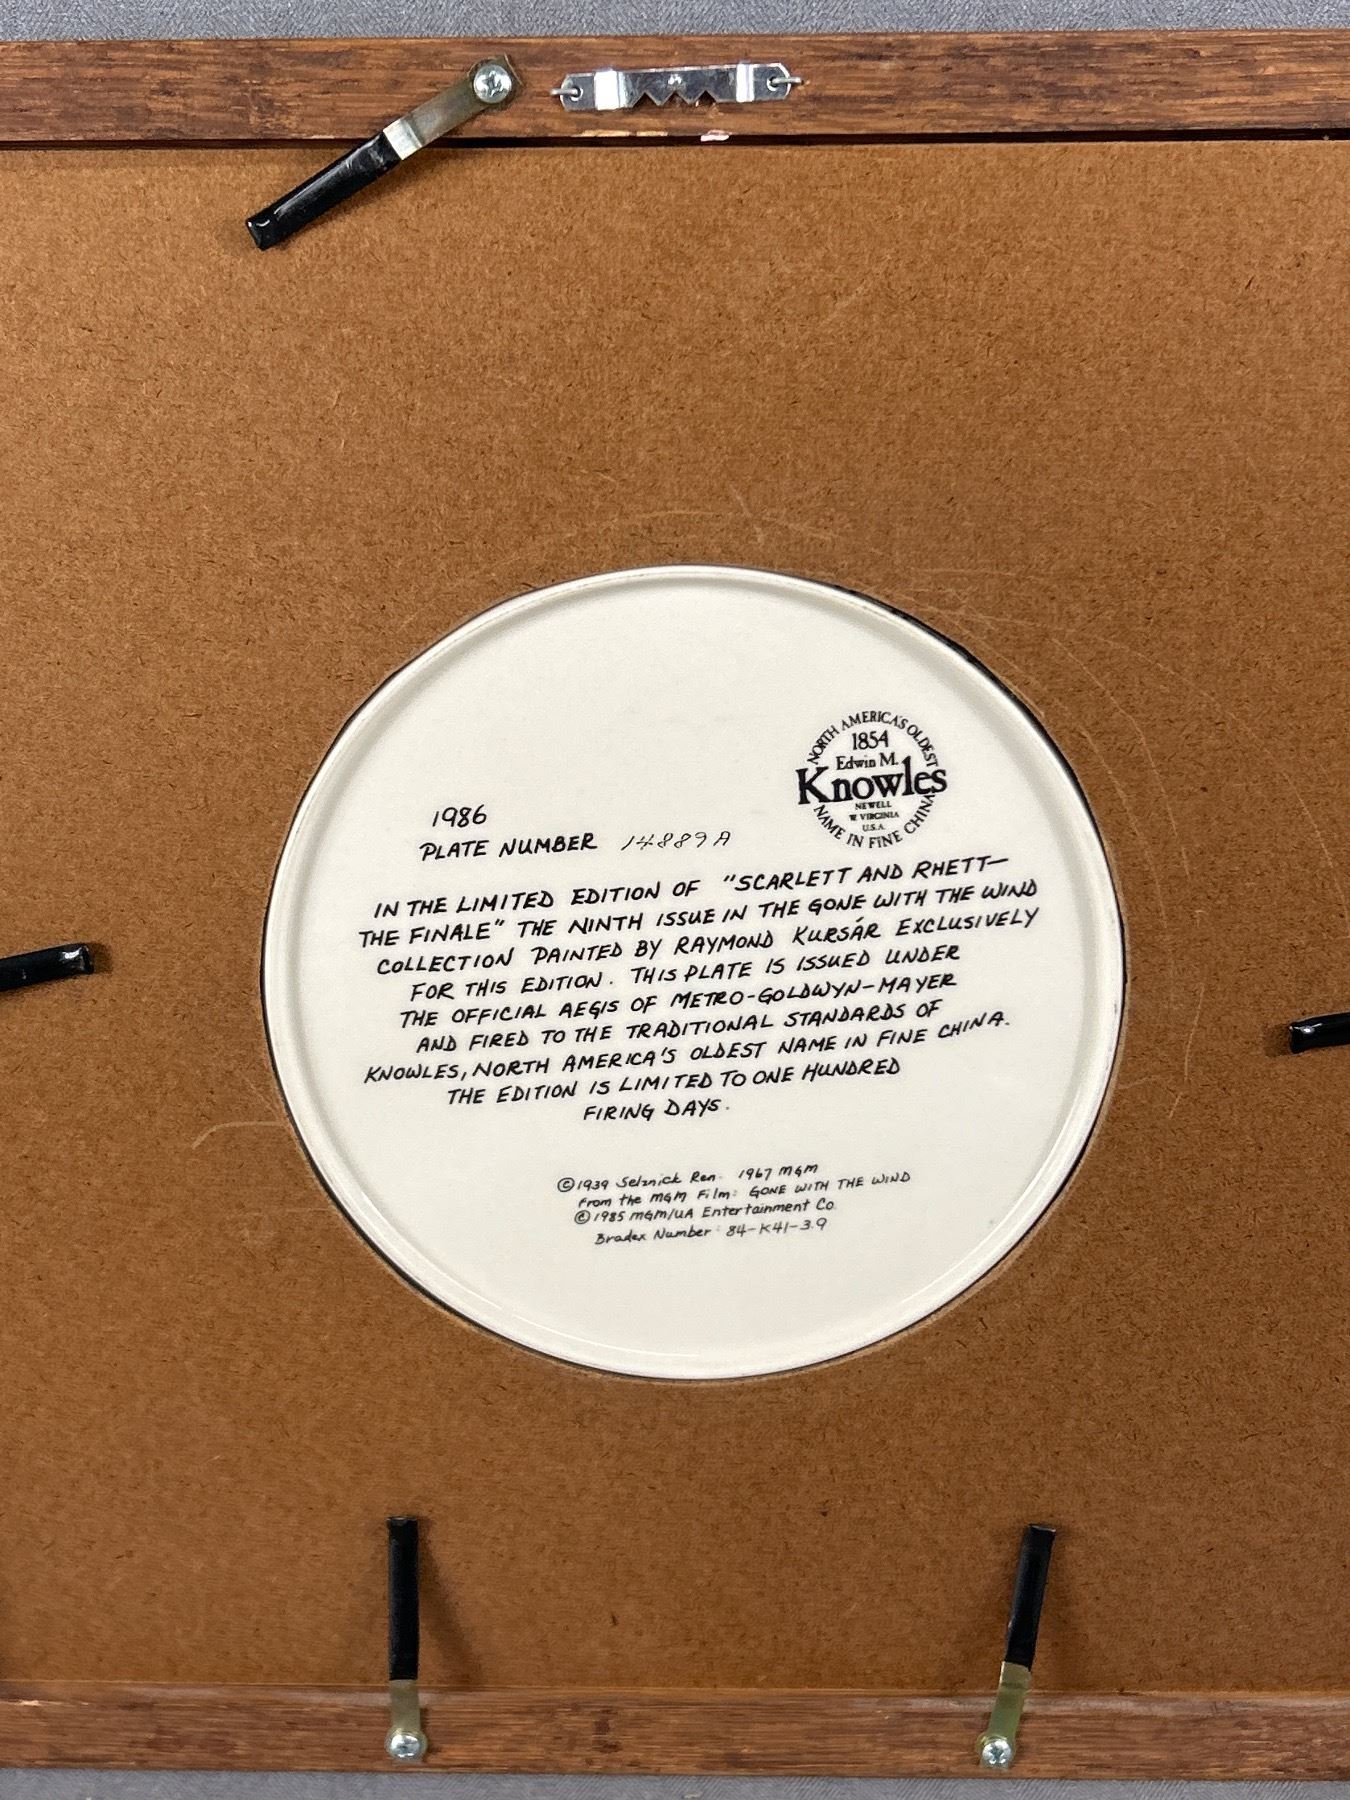 NORTH AMERICA'S OLDEST
1854
Edwin M.
Knowles
NEWELL
W. VIRGINIA
U.S.A.
NAME IN FINE CHINA
1986
PLATE NUMBER 14889A
IN THE LIMITED EDITION OF "SCARLETT AND RHETT—
THE FINALE" THE NINTH ISSUE IN THE GONE WITH THE WIND
COLLECTION PAINTED BY RAYMOND KURSÁR EXCLUSIVELY
FOR THIS EDITION. THIS PLATE IS ISSUED UNDER
THE OFFICIAL AEGIS OF METRO-GOLDWYN-MAYER
AND FIRED TO THE TRADITIONAL STANDARDS OF
KNOWLES, NORTH AMERICA'S OLDEST NAME IN FINE CHINA.
THE EDITION IS LIMITED TO ONE HUNDRED
FIRING DAYS.
©1939 Selznick Ren. 1967 MGM
From the MGM Film: GONE WITH THE WIND
©1985 MGM/UA Entertainment Co.
Bradex Number: 84-K41-3.9